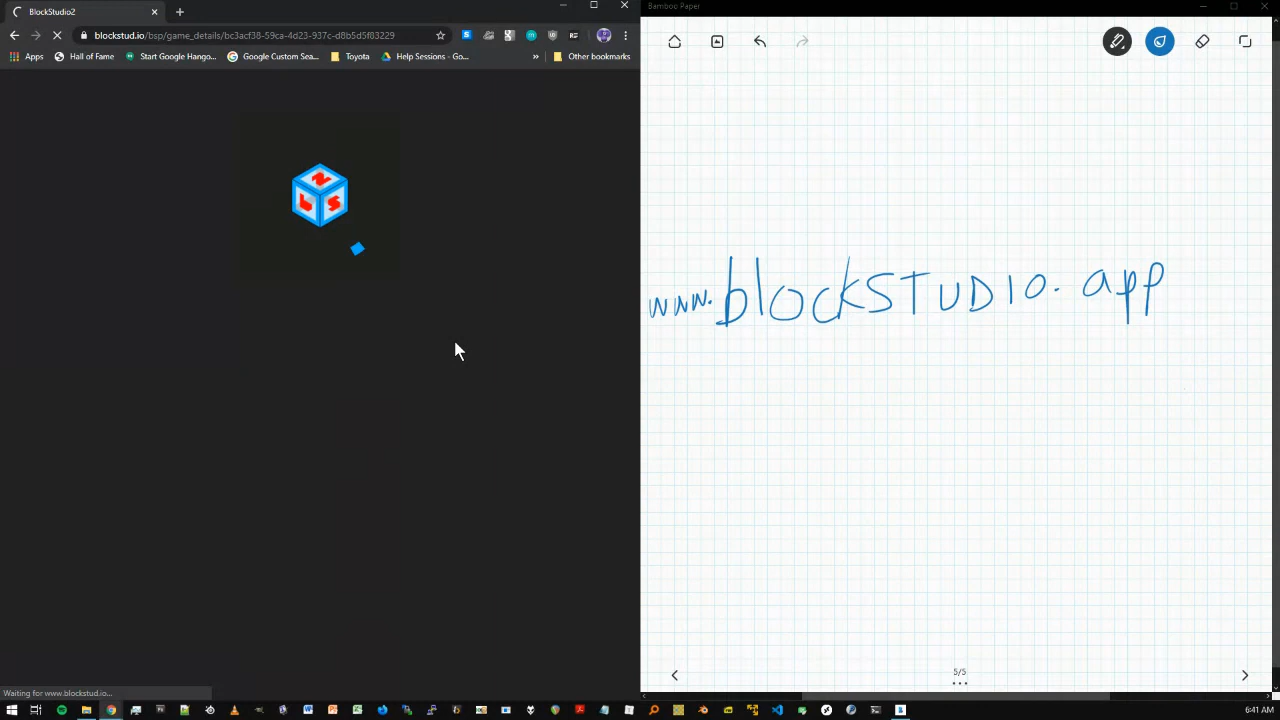 BlockStudio2
Bamboo Paper
blockstud.io/bsp/game_details/bc3acf38-59ca-4d23-937c-d8b5d5f03229
Apps
Hall of Fame
Start Google Hango...
Google Custom Sea...
Toyota
Help Sessions - Go...
»
Other bookmarks
2
b S
www.blockSTUDIO.app
5/5
Waiting for www.blockstud.io...
6:41 AM